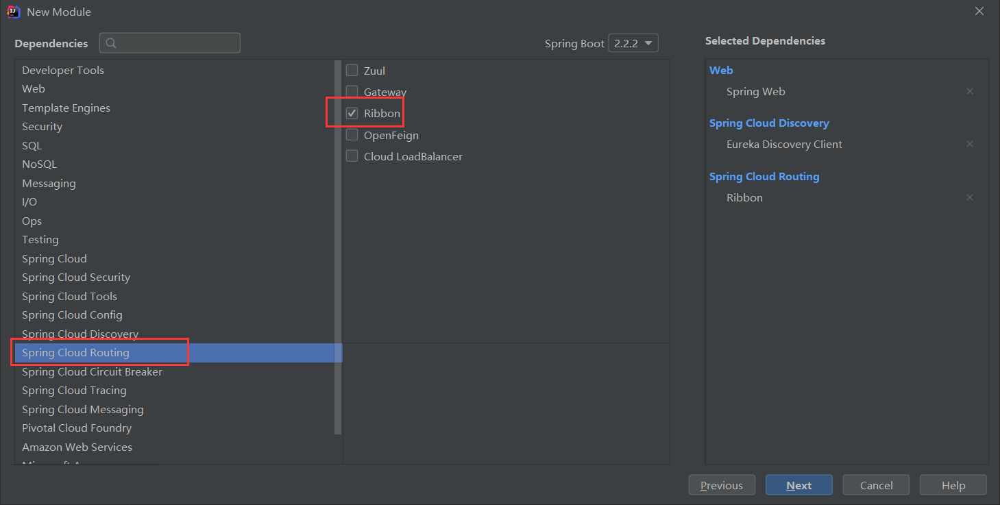 New Module
Dependencies
Spring Boot 2.2.2
Developer Tools
Web
Template Engines
Security
SQL
NoSQL
Messaging
I/O
Ops
Testing
Spring Cloud
Spring Cloud Security
Spring Cloud Tools
Spring Cloud Config
Spring Cloud Discovery
Spring Cloud Routing
Spring Cloud Circuit Breaker
Spring Cloud Tracing
Spring Cloud Messaging
Pivotal Cloud Foundry
Amazon Web Services
Zuul
Gateway
Ribbon
OpenFeign
Cloud LoadBalancer
Selected Dependencies
Web
Spring Web
Spring Cloud Discovery
Eureka Discovery Client
Spring Cloud Routing
Ribbon
Previous
Next
Cancel
Help